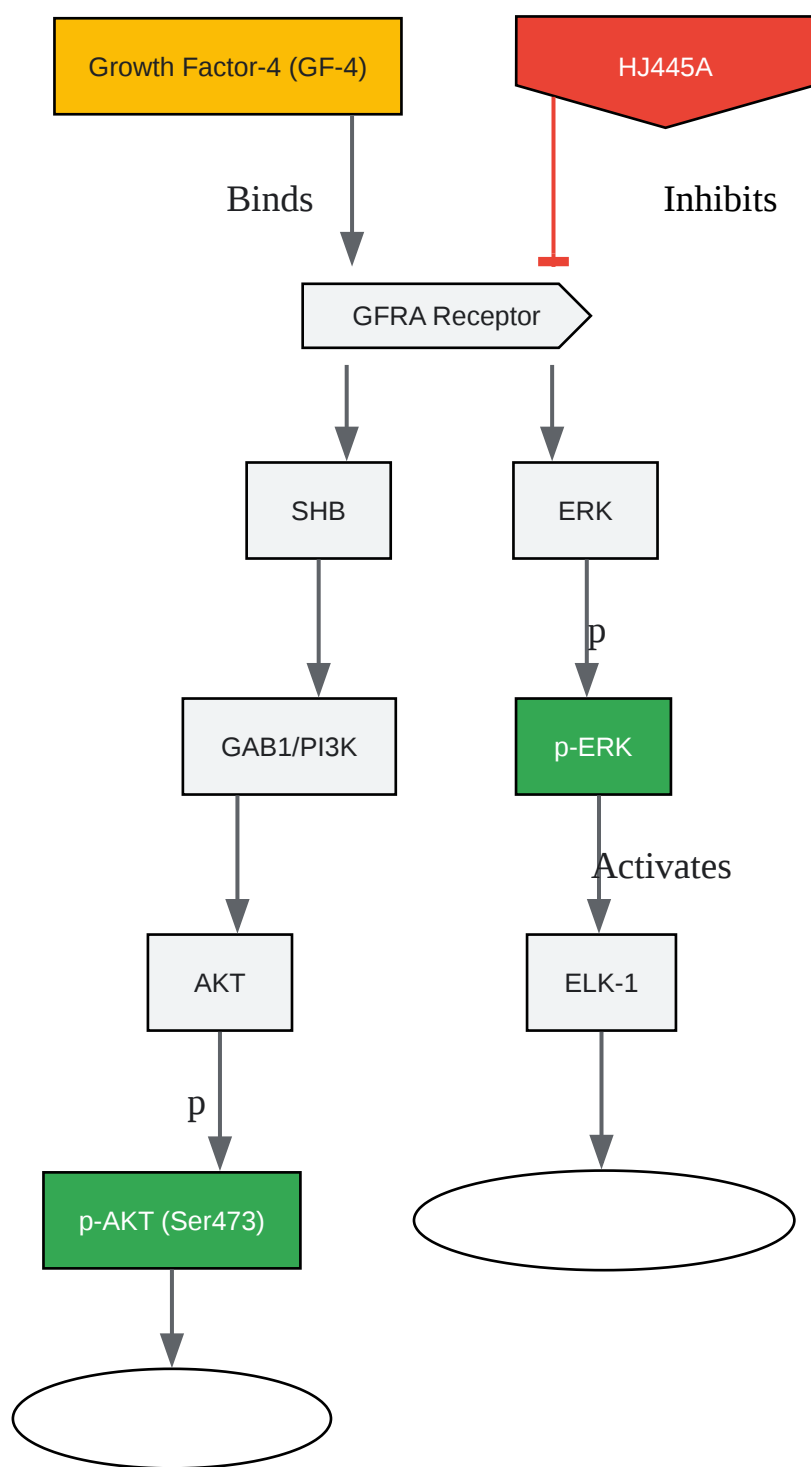 Growth Factor-4 (GF-4)
HJ445A
Binds
Inhibits
GFRA Receptor
SHB
ERK
p
GAB1/PI3K
p-ERK
Activates
AKT
ELK-1
p
p-AKT (Ser473)